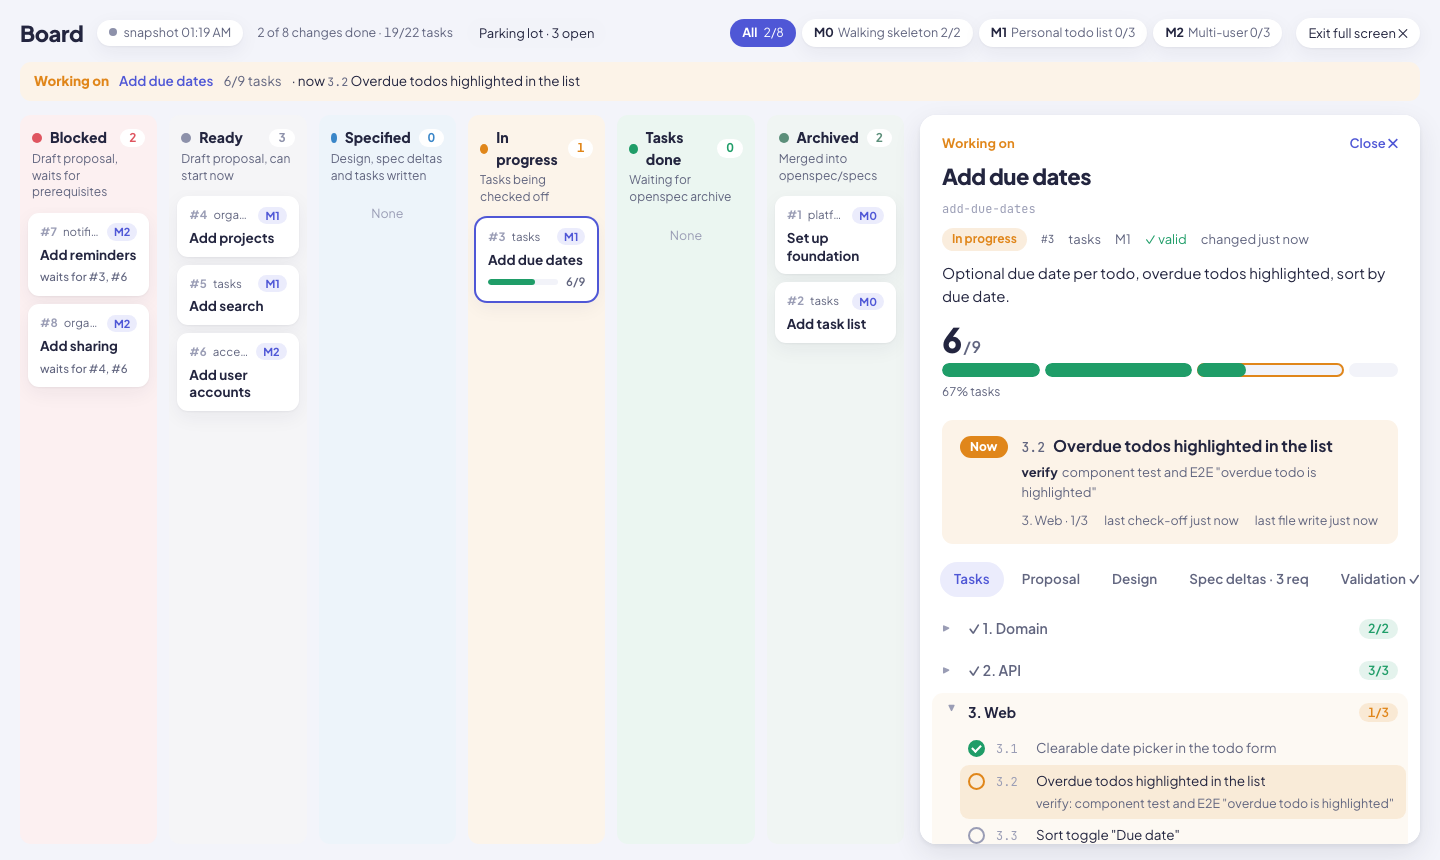 Board
snapshot 01:19 AM
2 of 8 changes done · 19/22 tasks
Parking lot · 3 open
All 2/8
M0 Walking skeleton 2/2
M1 Personal todo list 0/3
M2 Multi-user 0/3
Exit full screen ✕
Working on Add due dates 6/9 tasks · now 3.2 Overdue todos highlighted in the list
Blocked 2
Draft proposal,
waits for
prerequisites
#7 notifi... M2
Add reminders
waits for #3, #6
#8 orga... M2
Add sharing
waits for #4, #6
Ready 3
Draft proposal, can
start now
#4 orga... M1
Add projects
#5 tasks M1
Add search
#6 acce... M2
Add user
accounts
Specified 0
Design, spec deltas
and tasks written
None
In
progress 1
Tasks being
checked off
#3 tasks M1
Add due dates
6/9
Tasks
done 0
Waiting for
openspec archive
None
Archived 2
Merged into
openspec/specs
#1 platf... M0
Set up
foundation
#2 tasks M0
Add task list
Working on
Close ✕
Add due dates
add-due-dates
In progress #3 tasks M1 ✓ valid changed just now
Optional due date per todo, overdue todos highlighted, sort by
due date.
6/9
67% tasks
Now 3.2 Overdue todos highlighted in the list
verify component test and E2E "overdue todo is
highlighted"
3. Web · 1/3 last check-off just now last file write just now
Tasks Proposal Design Spec deltas · 3 req Validation ✓
✓ 1. Domain 2/2
✓ 2. API 3/3
3. Web 1/3
3.1 Clearable date picker in the todo form
3.2 Overdue todos highlighted in the list
verify: component test and E2E "overdue todo is highlighted"
3.3 Sort toggle "Due date"